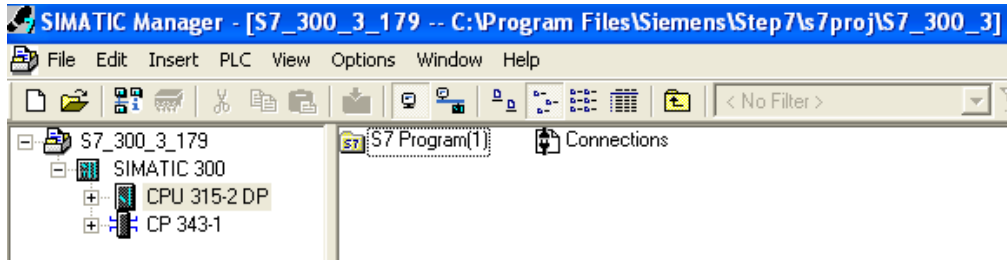 SIMATIC Manager - [S7_300_3_179 -- C:\Program Files\Siemens\Step7\s7proj\S7_300_3]
File Edit Insert PLC View Options Window Help
< No Filter >
S7_300_3_179
SIMATIC 300
CPU 315-2 DP
CP 343-1
S7 S7 Program(1) Connections